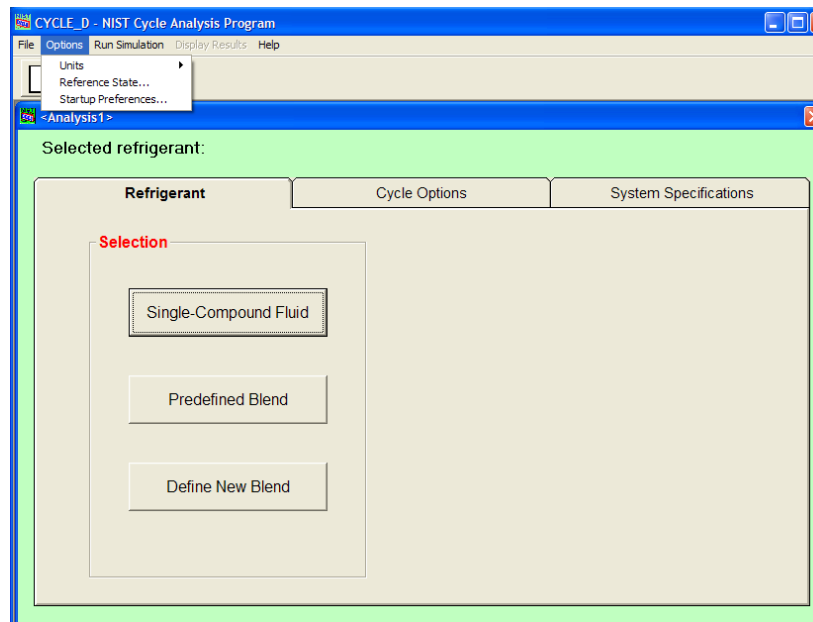 CYCLE_D - NIST Cycle Analysis Program
File Options Run Simulation Display Results Help
Units
Reference State...
Startup Preferences...
<Analysis1>
Selected refrigerant:
Refrigerant Cycle Options System Specifications
Selection
Single-Compound Fluid
Predefined Blend
Define New Blend